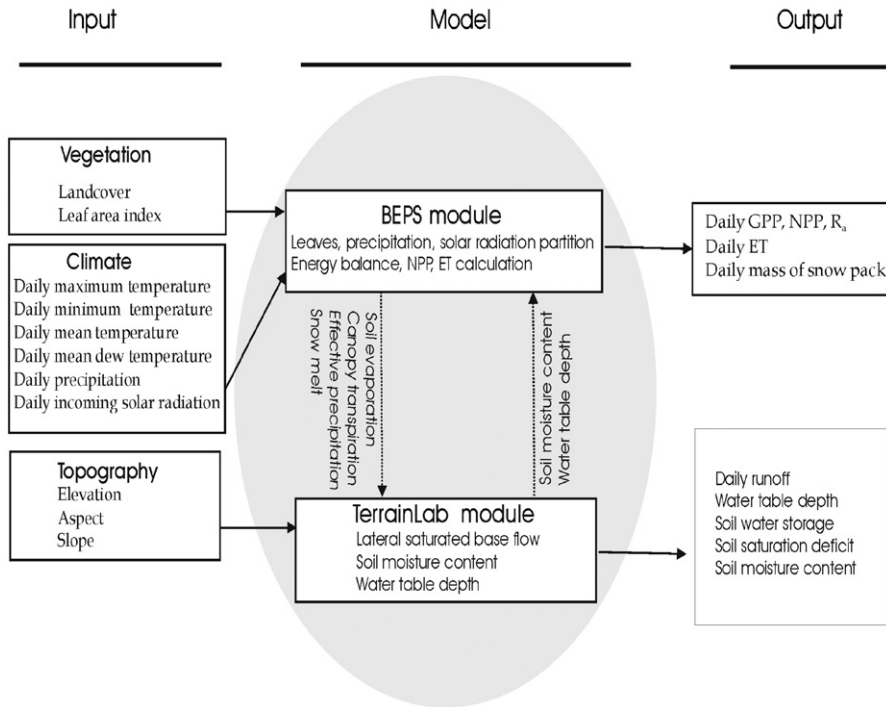 Input
Model
Output
Vegetation
Landcover
Leaf area index
Climate
Daily maximum temperature
Daily minimum temperature
Daily mean temperature
Daily mean dew temperature
Daily precipitation
Daily incoming solar radiation
Topography
Elevation
Aspect
Slope
BEPS module
Leaves, precipitation, solar radiation partition
Energy balance, NPP, ET calculation
Soil evaporation
Canopy transpiration
Effective precipitation
Snow melt
Soil moisture content
Water table depth
TerrainLab module
Lateral saturated base flow
Soil moisture content
Water table depth
Daily GPP, NPP, Ra
Daily ET
Daily mass of snow pack
Daily runoff
Water table depth
Soil water storage
Soil saturation deficit
Soil moisture content